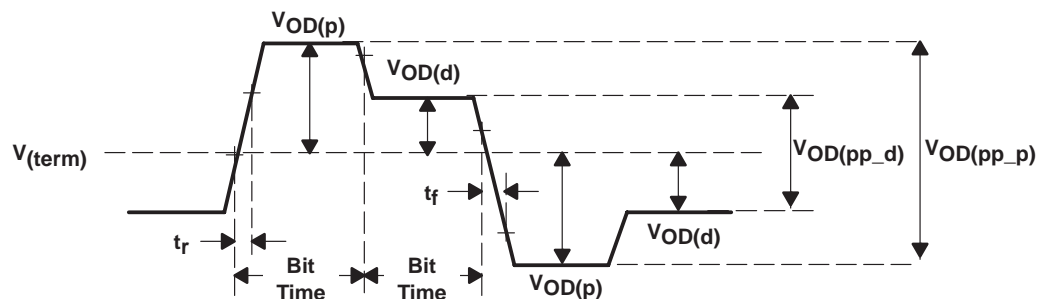 VOD(p)
VOD(d)
V(term)
VOD(pp_d)
VOD(pp_p)
tf
tr
VOD(d)
Bit
Time
Bit
Time
VOD(p)